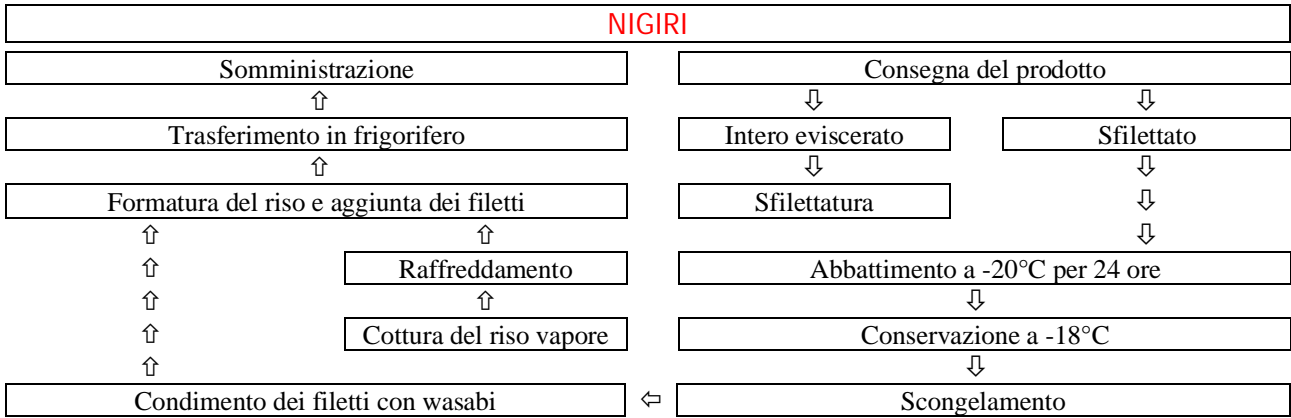 NIGIRI
Somministrazione Consegna del prodotto
⇧ ⇩ ⇩
Trasferimento in frigorifero Intero eviscerato Sfilettato
⇧ ⇩ ⇩
Formatura del riso e aggiunta dei filetti Sfilettatura ⇩
⇧ ⇧ ⇩
⇧ Raffreddamento Abbattimento a -20°C per 24 ore
⇧ ⇧ ⇩
⇧ Cottura del riso vapore Conservazione a -18°C
⇧ ⇩
Condimento dei filetti con wasabi ⇦ Scongelamento